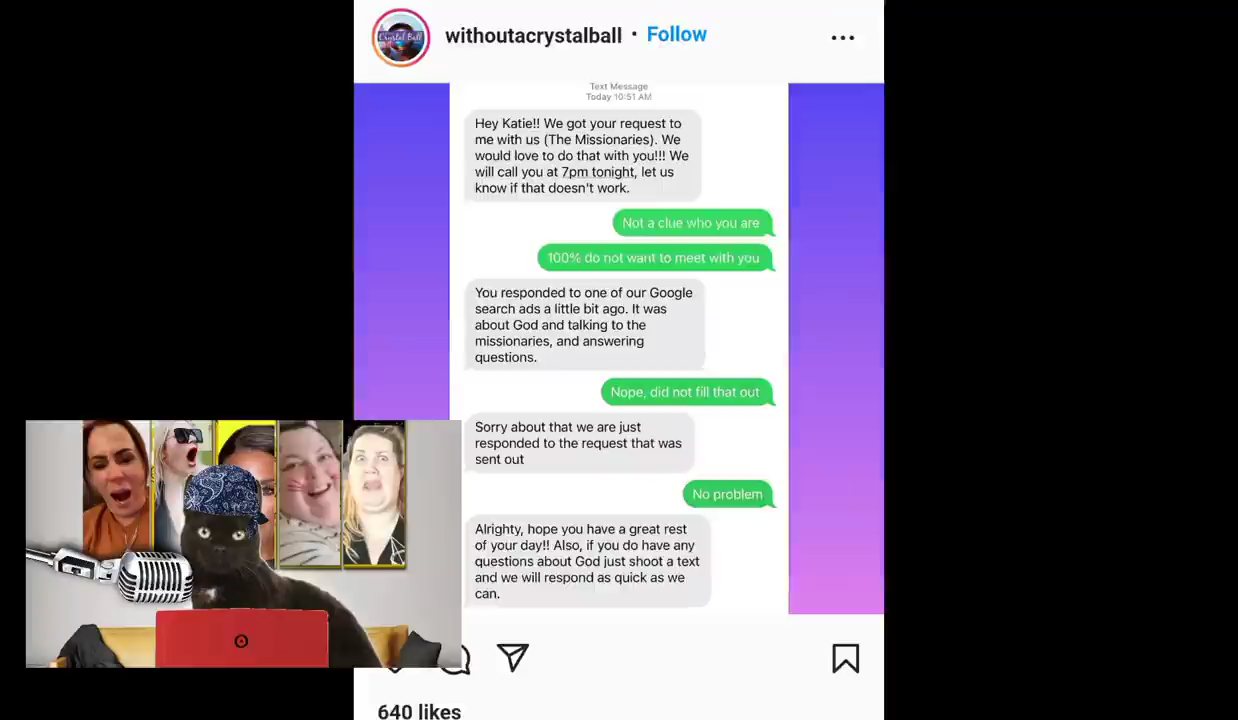 withoutacrystalball • Follow
Crystal Ball
Text Message
Today 10:51 AM
Hey Katie!! We got your request to
me with us (The Missionaries). We
would love to do that with you!!! We
will call you at 7pm tonight, let us
know if that doesn't work.
Not a clue who you are
100% do not want to meet with you
You responded to one of our Google
search ads a little bit ago. It was
about God and talking to the
missionaries, and answering
questions.
Nope, did not fill that out
Sorry about that we are just
responded to the request that was
sent out
No problem
Alrighty, hope you have a great rest
of your day!! Also, if you do have any
questions about God just shoot a text
and we will respond as quick as we
can.
640 likes